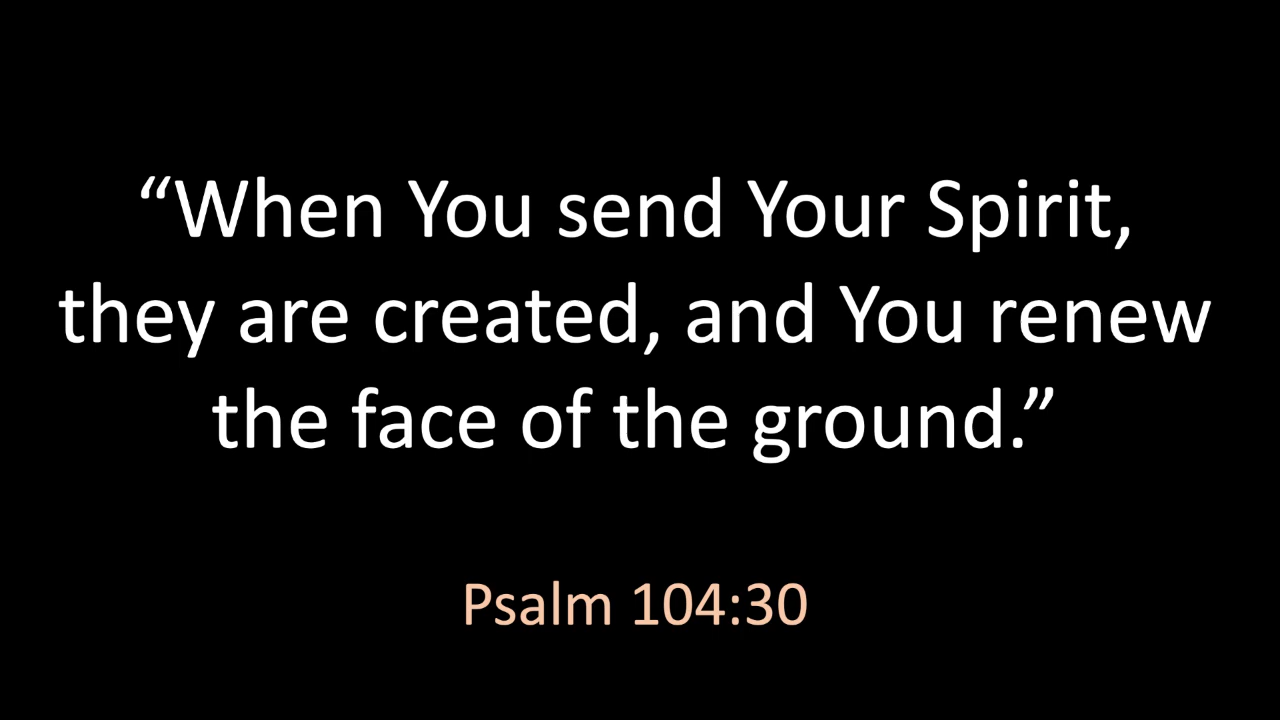 “When You send Your Spirit,
they are created, and You renew
the face of the ground.”
Psalm 104:30